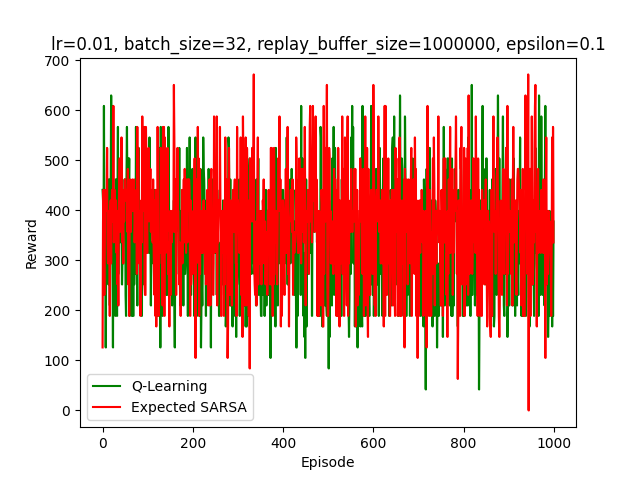 lr=0.01, batch_size=32, replay_buffer_size=1000000, epsilon=0.1
700
600
500
400
300
200
100
0
Reward
Q-Learning
Expected SARSA
0 200 400 600 800 1000
Episode